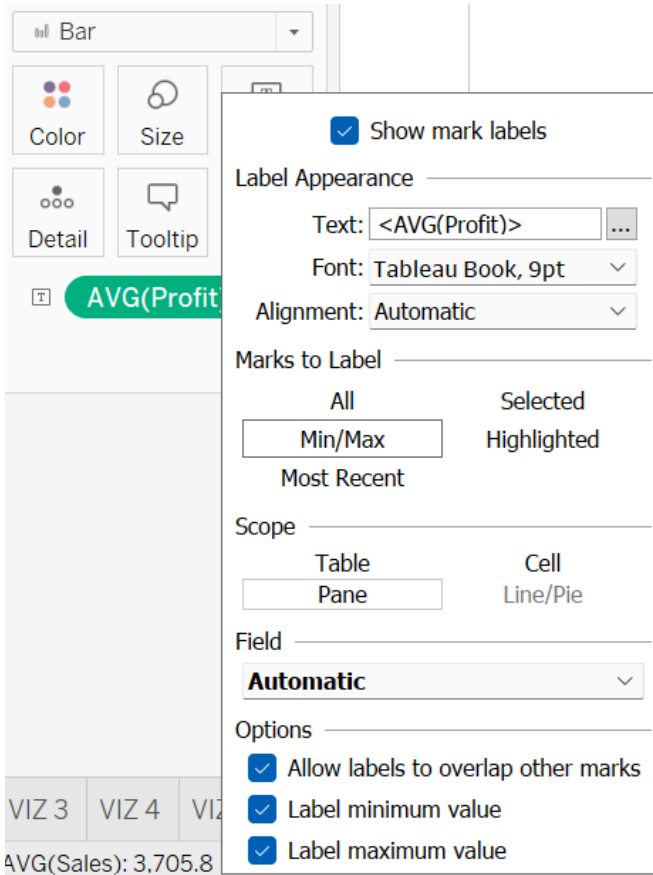 Bar
Color Size
Detail Tooltip
T AVG(Profit)
Show mark labels
Label Appearance
Text: <AVG(Profit)> ...
Font: Tableau Book, 9pt
Alignment: Automatic
Marks to Label
All Selected
Min/Max Highlighted
Most Recent
Scope
Table Cell
Pane Line/Pie
Field
Automatic
Options
Allow labels to overlap other marks
Label minimum value
Label maximum value
VIZ 3 VIZ 4 VIZ
AVG(Sales): 3,705.8